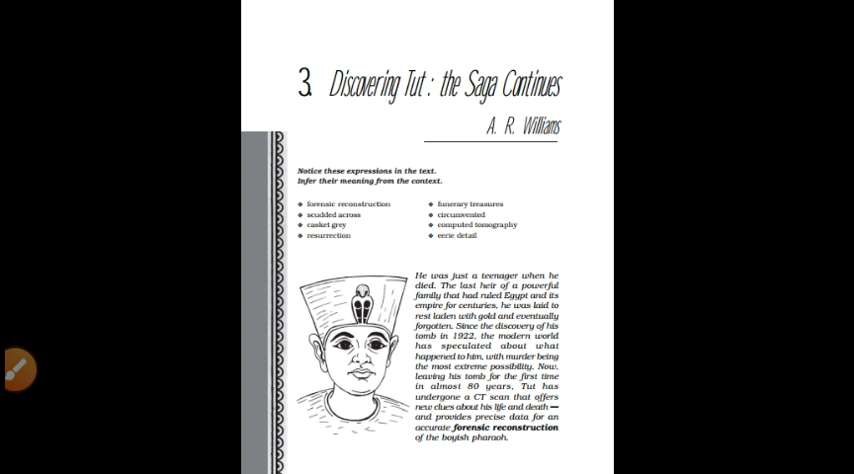 3. Discovering Tut : the Saga Continues
A. R. Williams
Notice these expressions in the text.
Infer their meaning from the context.
❖ forensic reconstruction
❖ scudded across
❖ casket grey
❖ resurrection
❖ funerary treasures
❖ circumvented
❖ computed tomography
❖ eerie detail
He was just a teenager when he
died. The last heir of a powerful
family that had ruled Egypt and its
empire for centuries, he was laid to
rest laden with gold and eventually
forgotten. Since the discovery of his
tomb in 1922, the modern world
has speculated about what
happened to him, with murder being
the most extreme possibility. Now,
leaving his tomb for the first time
in almost 80 years, Tut has
undergone a CT scan that offers
new clues about his life and death —
and provides precise data for an
accurate forensic reconstruction
of the boyish pharaoh.